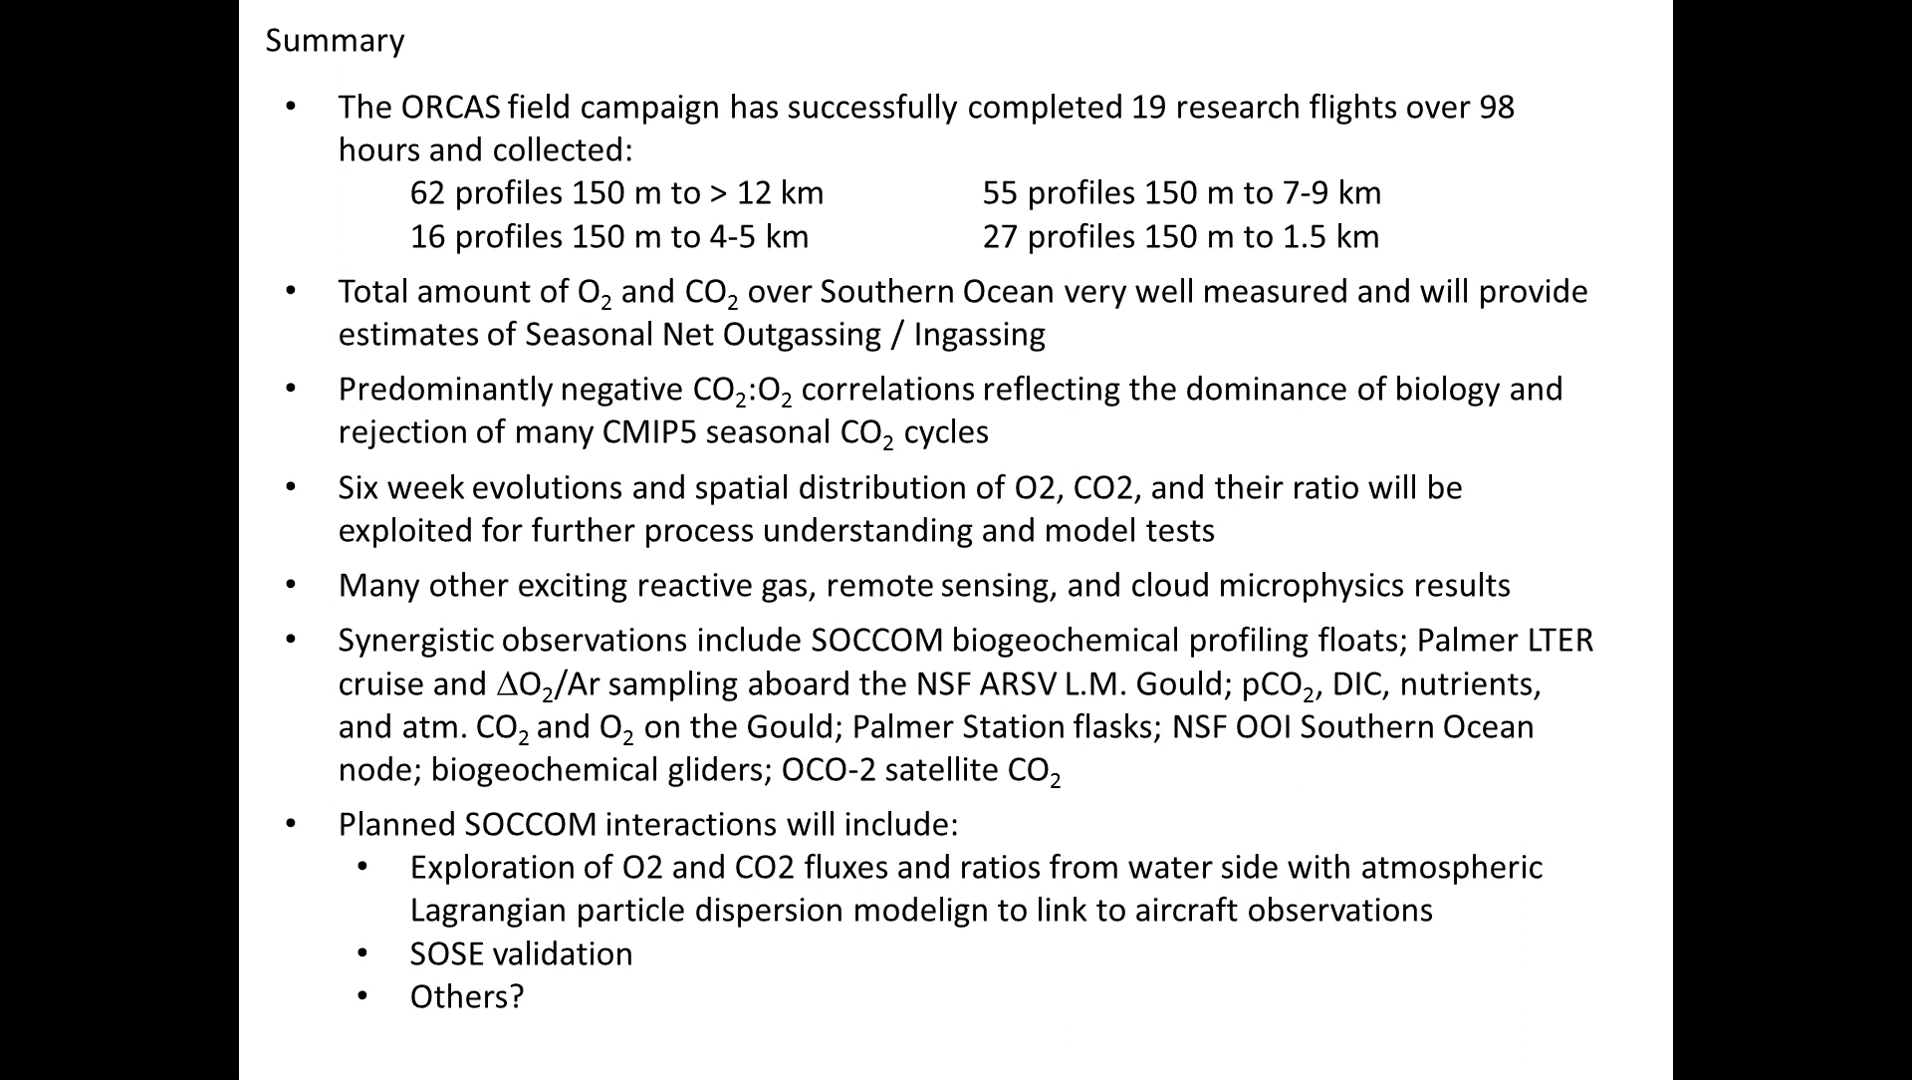 Summary
• The ORCAS field campaign has successfully completed 19 research flights over 98
hours and collected:
62 profiles 150 m to > 12 km 55 profiles 150 m to 7-9 km
16 profiles 150 m to 4-5 km 27 profiles 150 m to 1.5 km
• Total amount of O₂ and CO₂ over Southern Ocean very well measured and will provide
estimates of Seasonal Net Outgassing / Ingassing
• Predominantly negative CO₂:O₂ correlations reflecting the dominance of biology and
rejection of many CMIP5 seasonal CO₂ cycles
• Six week evolutions and spatial distribution of O2, CO2, and their ratio will be
exploited for further process understanding and model tests
• Many other exciting reactive gas, remote sensing, and cloud microphysics results
• Synergistic observations include SOCCOM biogeochemical profiling floats; Palmer LTER
cruise and ΔO₂/Ar sampling aboard the NSF ARSV L.M. Gould; pCO₂, DIC, nutrients,
and atm. CO₂ and O₂ on the Gould; Palmer Station flasks; NSF OOI Southern Ocean
node; biogeochemical gliders; OCO-2 satellite CO₂
• Planned SOCCOM interactions will include:
• Exploration of O2 and CO2 fluxes and ratios from water side with atmospheric
Lagrangian particle dispersion modelign to link to aircraft observations
• SOSE validation
• Others?